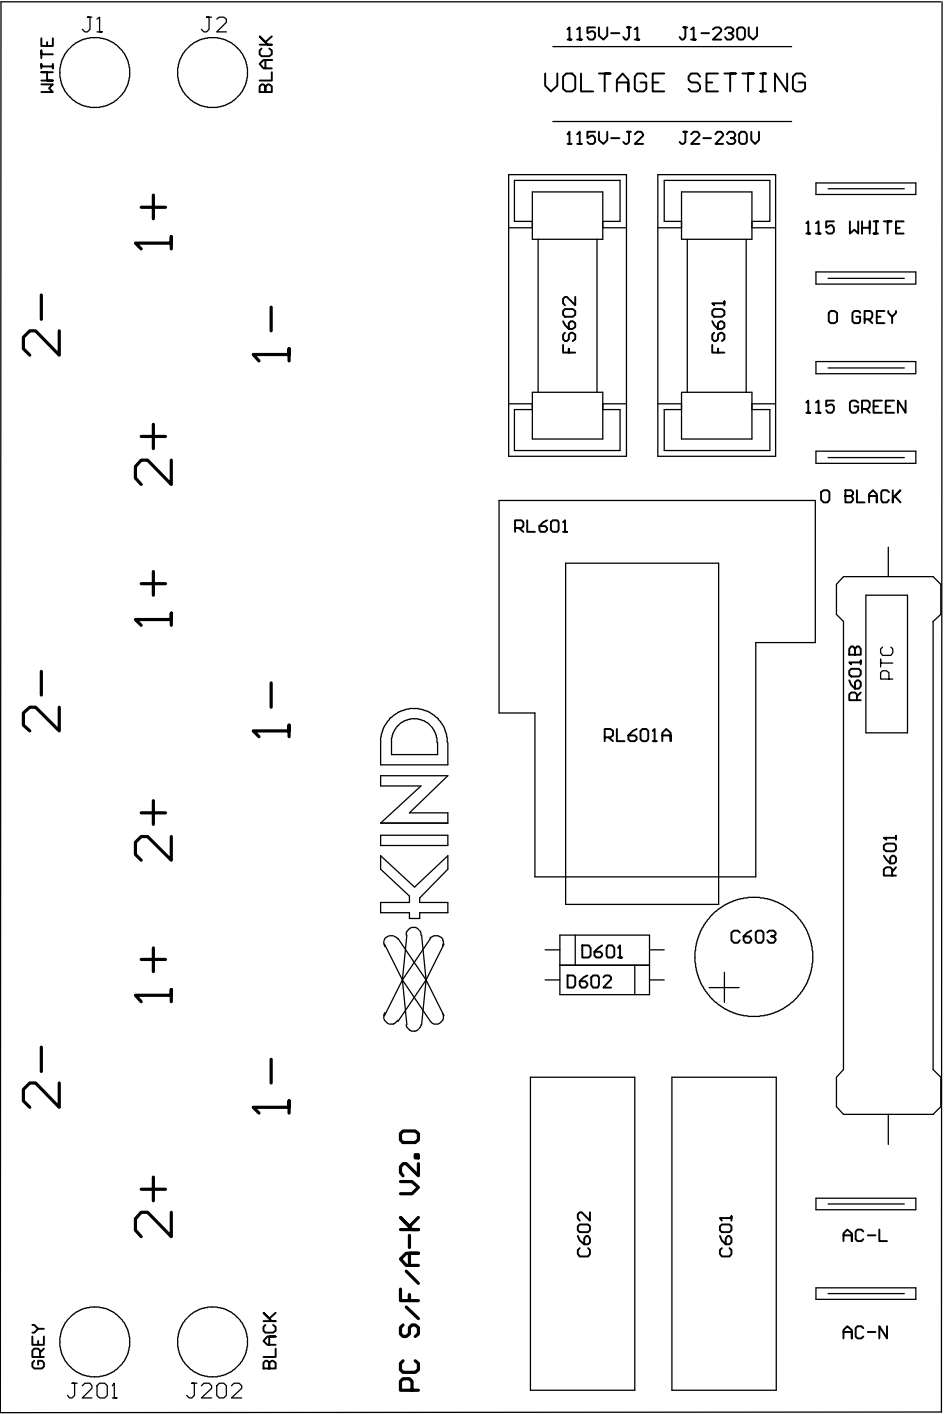 J1
J2
WHITE
BLACK
115V-J1 J1-230V
VOLTAGE SETTING
115V-J2 J2-230V
1+
2-
1-
2+
1+
2-
1-
2+
1+
2-
1-
2+
FS602
FS601
115 WHITE
0 GREY
115 GREEN
0 BLACK
RL601
RL601A
R601B
PTC
R601
KIND
D601
D602
C603
PC S/F/A-K V2.0
C602
C601
AC-L
AC-N
GREY
BLACK
J201
J202